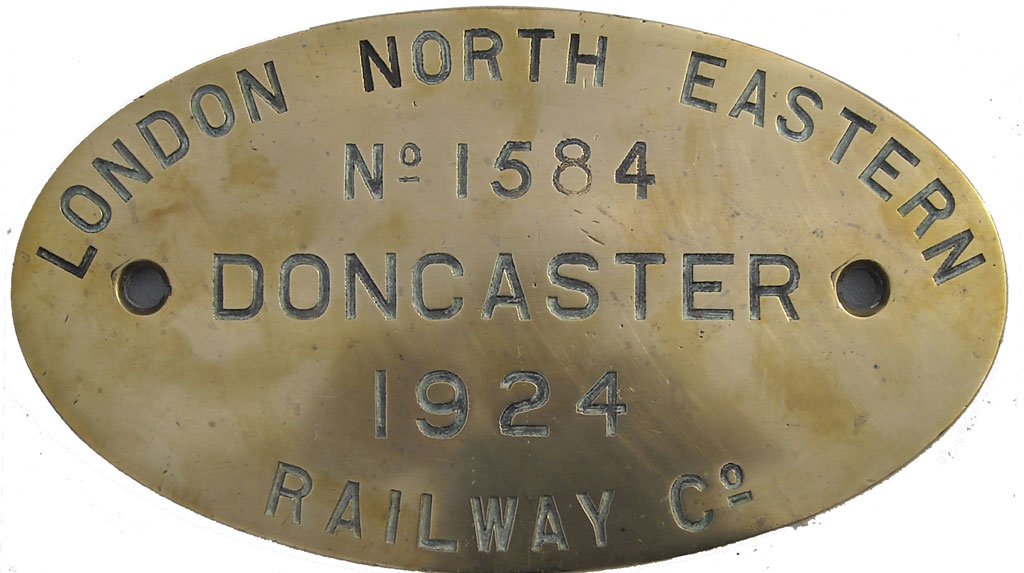 LONDON NORTH EASTERN
Nº 1584
DONCASTER
1924
RAILWAY Cº